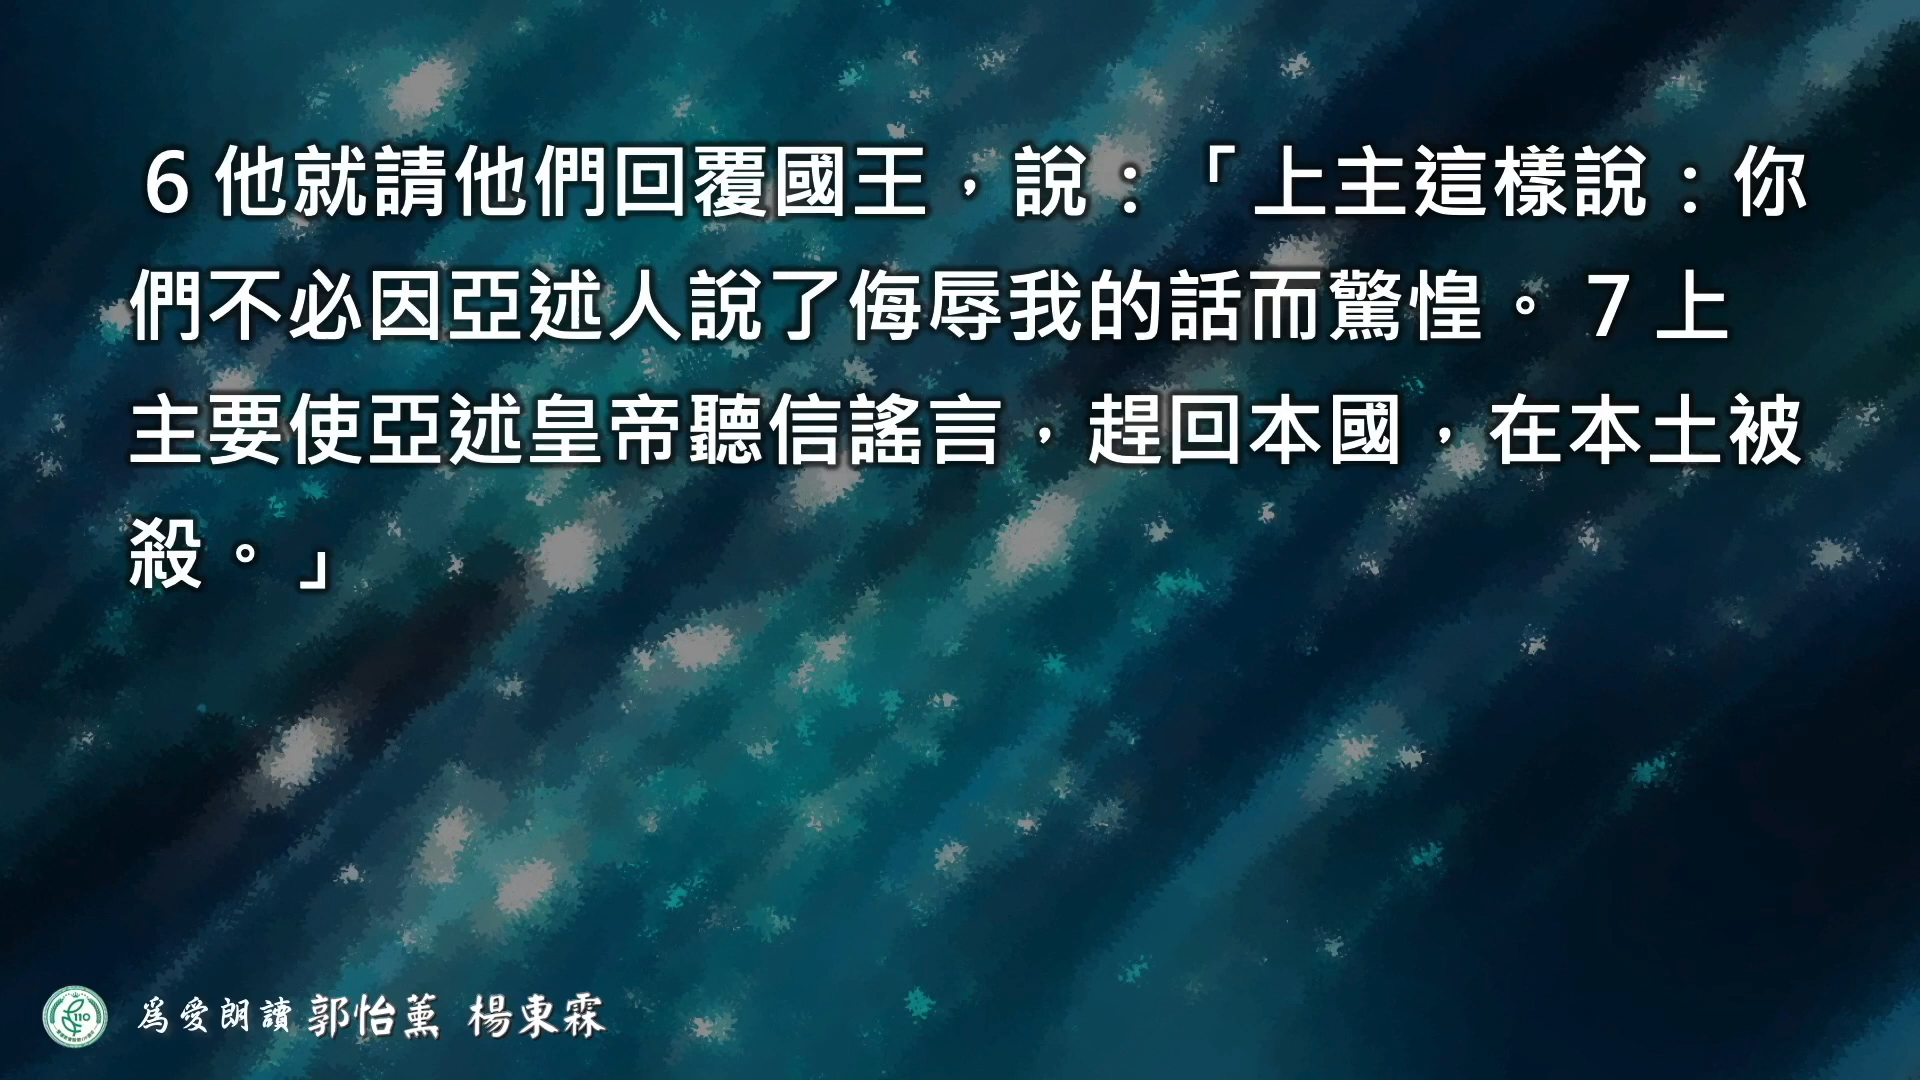 6 他就請他們回覆國王，說：「 上主這樣說：你
們不必因亞述人說了侮辱我的話而驚惶。 7 上
主要使亞述皇帝聽信謠言，趕回本國，在本土被
殺。」
110
為愛朗讀 郭怡薰 楊東霖